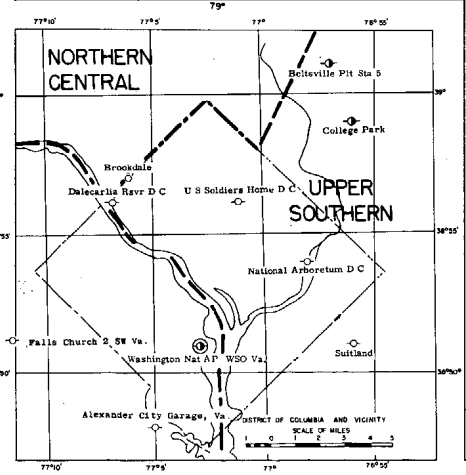 79°
77°10' 77°5' 77° 76°55'
NORTHERN
CENTRAL
Beltsville Plt Sta 5
39°
College Park
Brookdale
Dalecarlia Rsvr D C
U S Soldiers Home D C
UPPER
SOUTHERN
38°55'
National Arboretum D C
Falls Church 2 SW Va.
Washington Nat AP WSO Va.
Suitland
38°50'
Alexander City Garage, Va.
DISTRICT OF COLUMBIA AND VICINITY
SCALE OF MILES
1 0 1 2 3 4 5
77°10' 77°5' 77° 76°55'